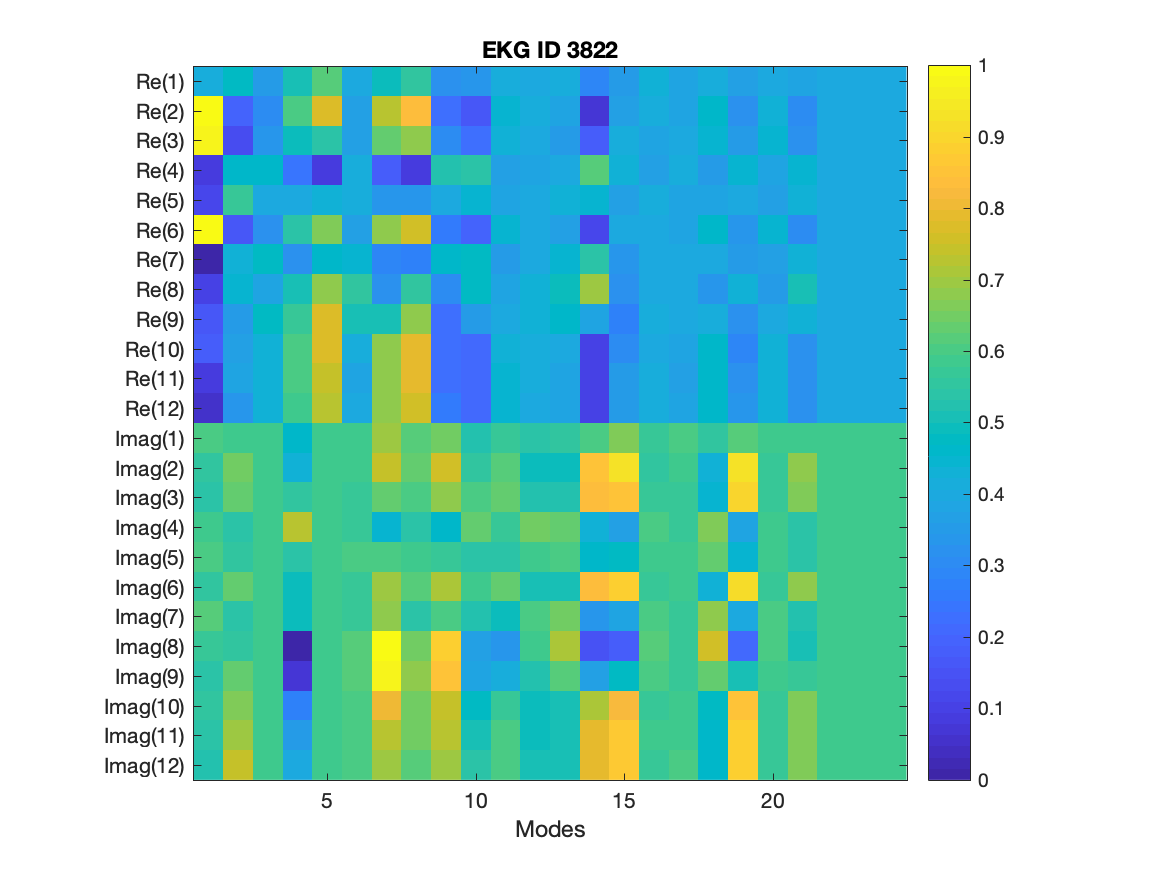 EKG ID 3822
Re(1)
Re(2)
Re(3)
Re(4)
Re(5)
Re(6)
Re(7)
Re(8)
Re(9)
Re(10)
Re(11)
Re(12)
Imag(1)
Imag(2)
Imag(3)
Imag(4)
Imag(5)
Imag(6)
Imag(7)
Imag(8)
Imag(9)
Imag(10)
Imag(11)
Imag(12)
5 10 15 20
Modes
1
0.9
0.8
0.7
0.6
0.5
0.4
0.3
0.2
0.1
0